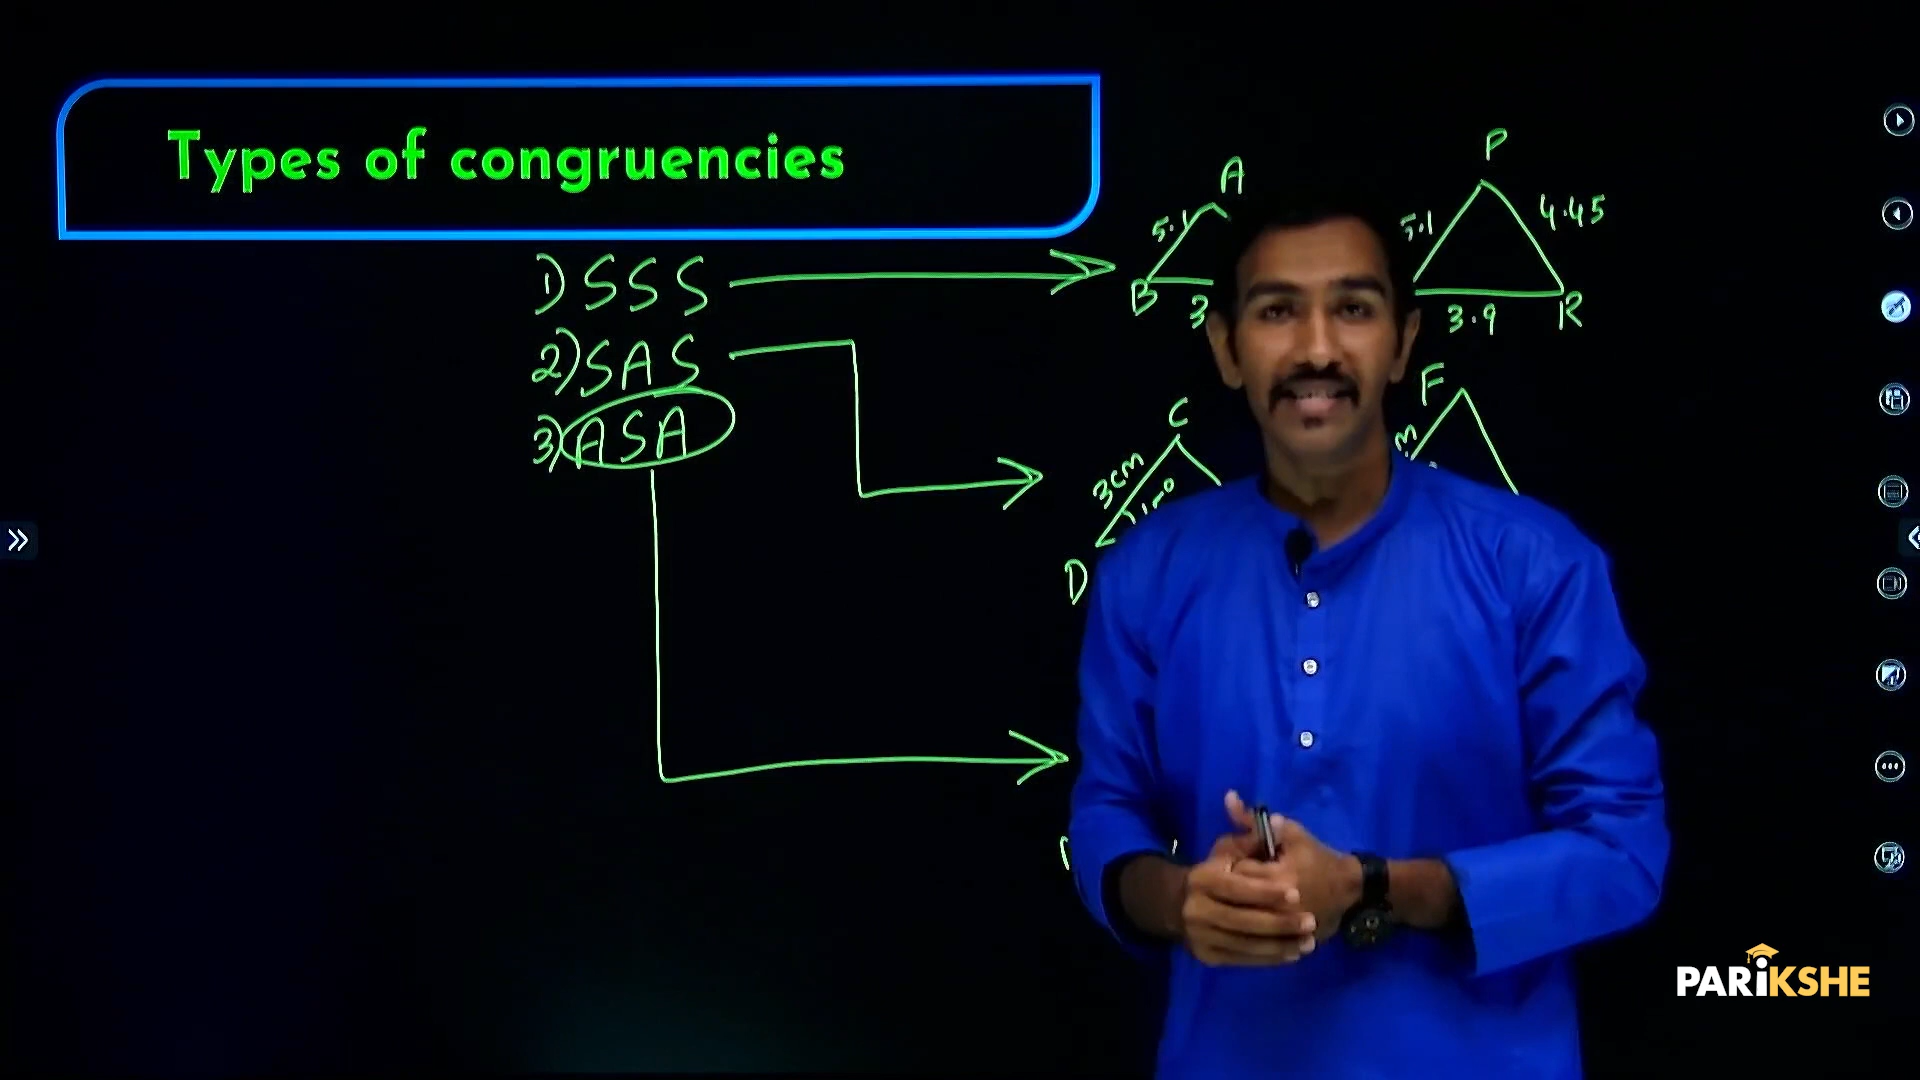 Types of congruencies
1) SSS
2) SAS
3) ASA
A
5.1
B
3
P
5.1
4.45
3.9
R
C
3cm
D
F
m
PARiKSHE